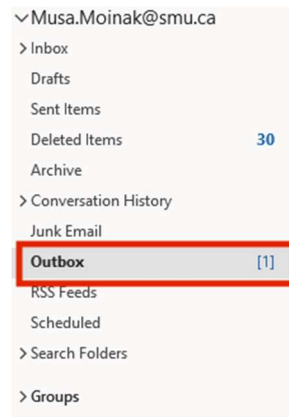 Musa.Moinak@smu.ca
Inbox
Drafts
Sent Items
Deleted Items 30
Archive
Conversation History
Junk Email
Outbox [1]
RSS Feeds
Scheduled
Search Folders
Groups